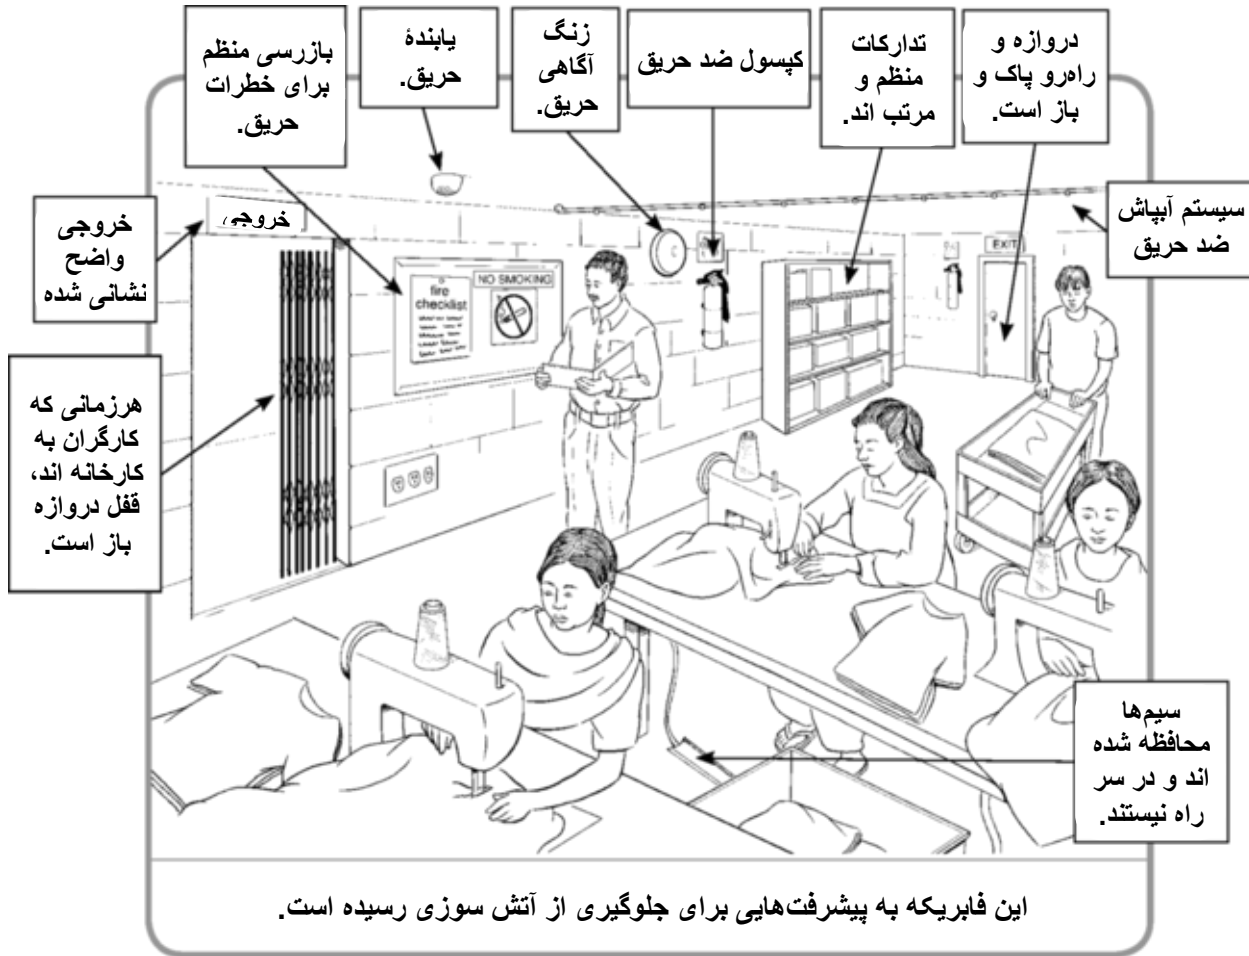 دروازه و
راه‌رو پاک و
باز است.
تدارکات
منظم و
مرتب اند.
کپسول ضد حریق
زنگ
آگاهی
حریق.
یابندهٔ
حریق.
بازرسی منظم
برای خطرات
حریق.
سیستم آبپاش
ضد حریق
خروجی
واضح
نشانی شده
خروجی
EXIT
NO SMOKING
fire
checklist
هرزمانی که
کارگران به
کارخانه اند،
قفل دروازه
باز است.
سیم‌ها
محافظه شده
اند و در سر
راه نیستند.
این فابریکه به پیشرفت‌هایی برای جلوگیری از آتش سوزی رسیده است.